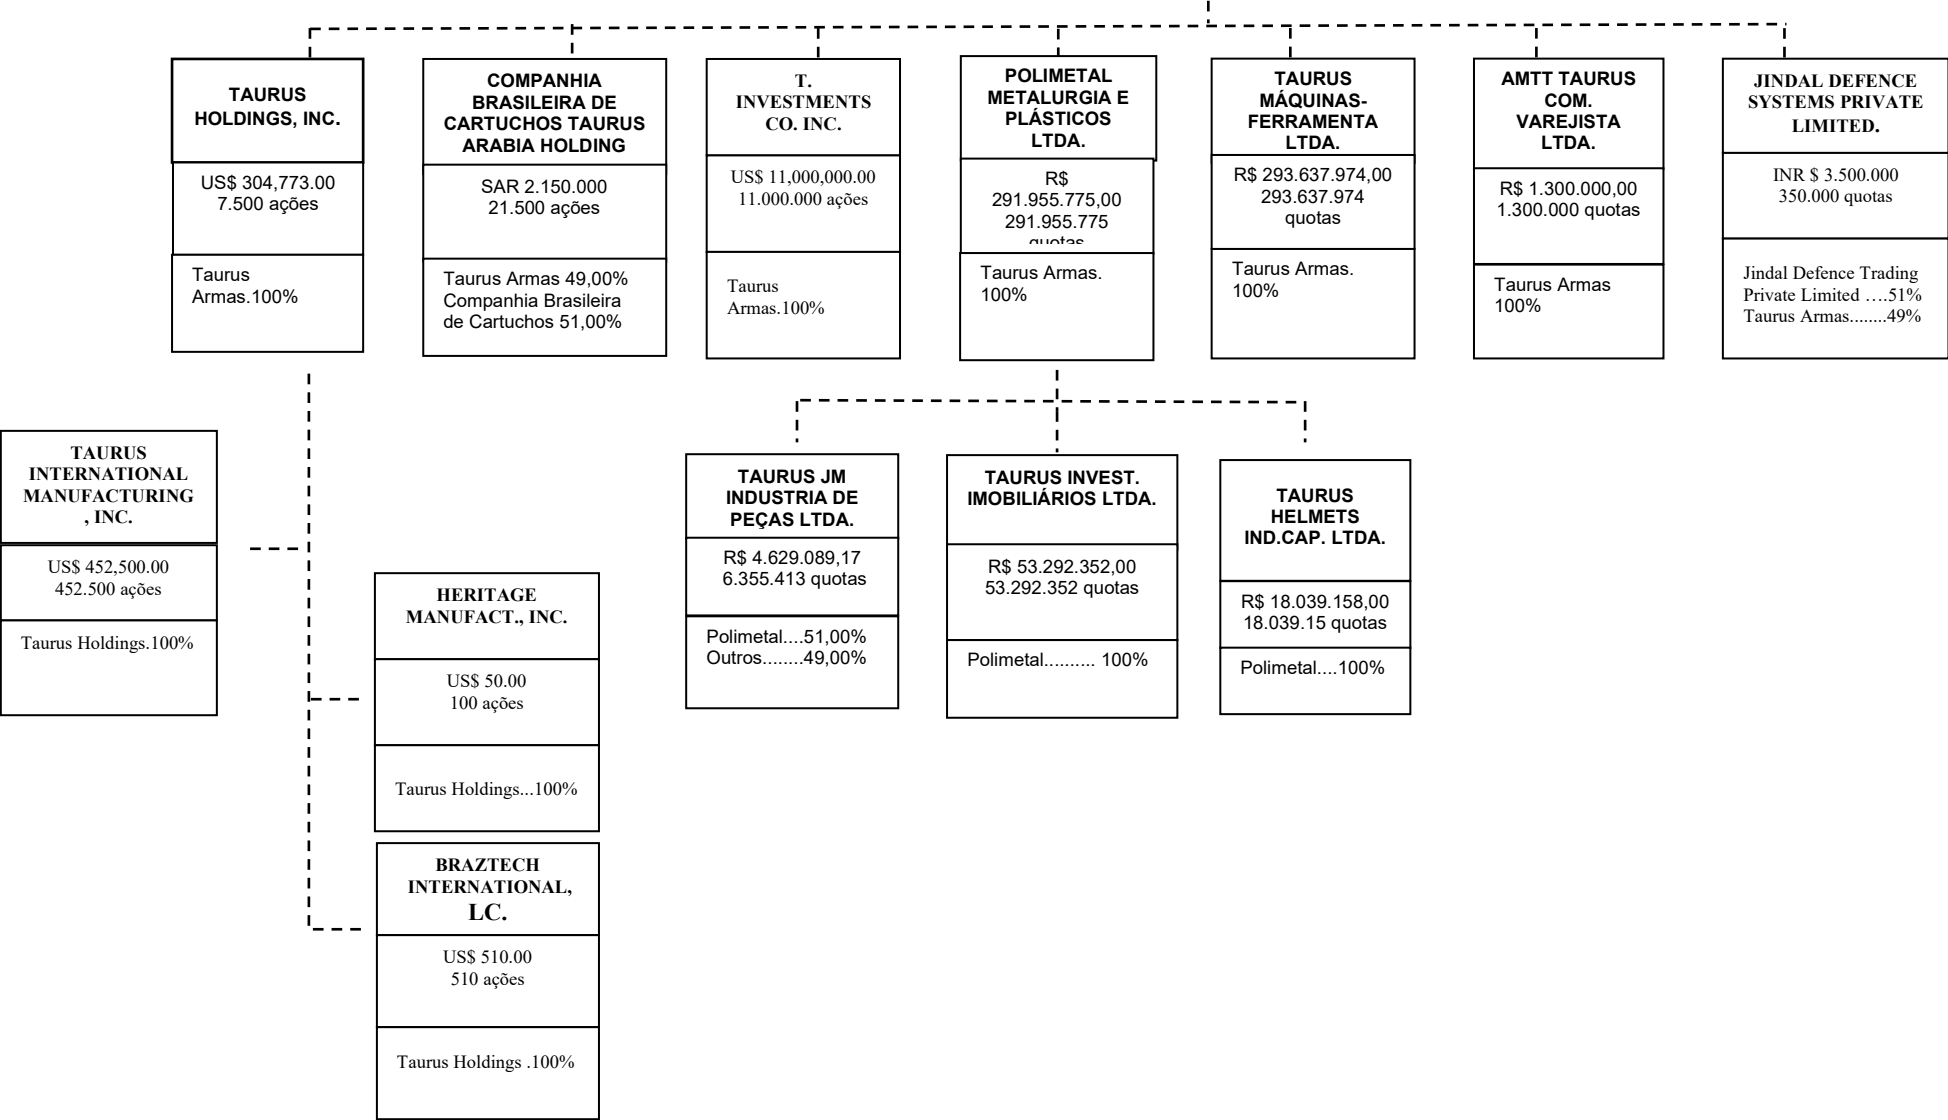 TAURUS
HOLDINGS, INC.
US$ 304,773.00
7.500 ações
Taurus
Armas.100%
COMPANHIA
BRASILEIRA DE
CARTUCHOS TAURUS
ARABIA HOLDING
SAR 2.150.000
21.500 ações
Taurus Armas 49,00%
Companhia Brasileira
de Cartuchos 51,00%
T.
INVESTMENTS
CO. INC.
US$ 11,000,000.00
11.000.000 ações
Taurus
Armas.100%
POLIMETAL
METALURGIA E
PLÁSTICOS
LTDA.
R$
291.955.775,00
291.955.775
quotas
Taurus Armas.
100%
TAURUS
MÁQUINAS-
FERRAMENTA
LTDA.
R$ 293.637.974,00
293.637.974
quotas
Taurus Armas.
100%
AMTT TAURUS
COM.
VAREJISTA
LTDA.
R$ 1.300.000,00
1.300.000 quotas
Taurus Armas
100%
JINDAL DEFENCE
SYSTEMS PRIVATE
LIMITED.
INR $ 3.500.000
350.000 quotas
Jindal Defence Trading
Private Limited ….51%
Taurus Armas........49%
TAURUS
INTERNATIONAL
MANUFACTURING
, INC.
US$ 452,500.00
452.500 ações
Taurus Holdings.100%
HERITAGE
MANUFACT., INC.
US$ 50.00
100 ações
Taurus Holdings...100%
BRAZTECH
INTERNATIONAL,
LC.
US$ 510.00
510 ações
Taurus Holdings .100%
TAURUS JM
INDUSTRIA DE
PEÇAS LTDA.
R$ 4.629.089,17
6.355.413 quotas
Polimetal....51,00%
Outros........49,00%
TAURUS INVEST.
IMOBILIÁRIOS LTDA.
R$ 53.292.352,00
53.292.352 quotas
Polimetal.......... 100%
TAURUS
HELMETS
IND.CAP. LTDA.
R$ 18.039.158,00
18.039.15 quotas
Polimetal....100%